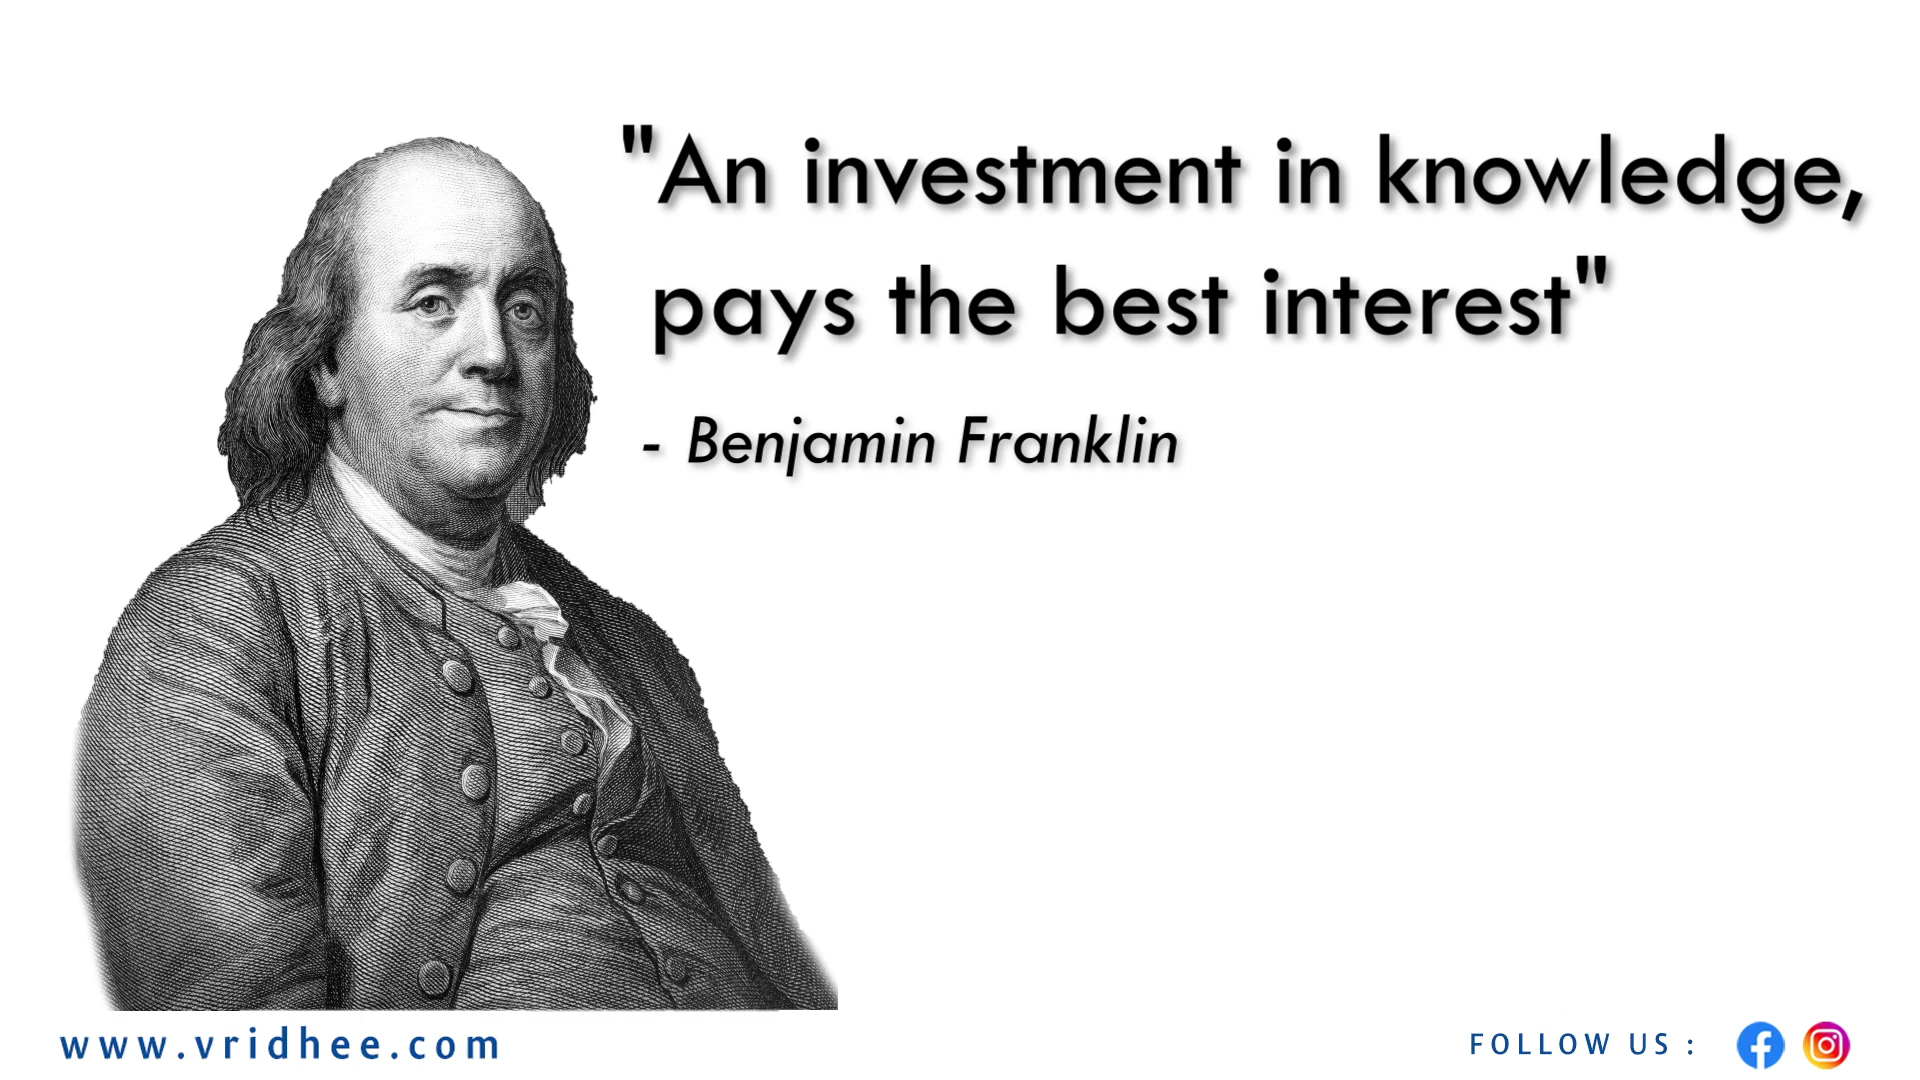 "An investment in knowledge,
pays the best interest"
- Benjamin Franklin
www.vridhee.com
FOLLOW US :